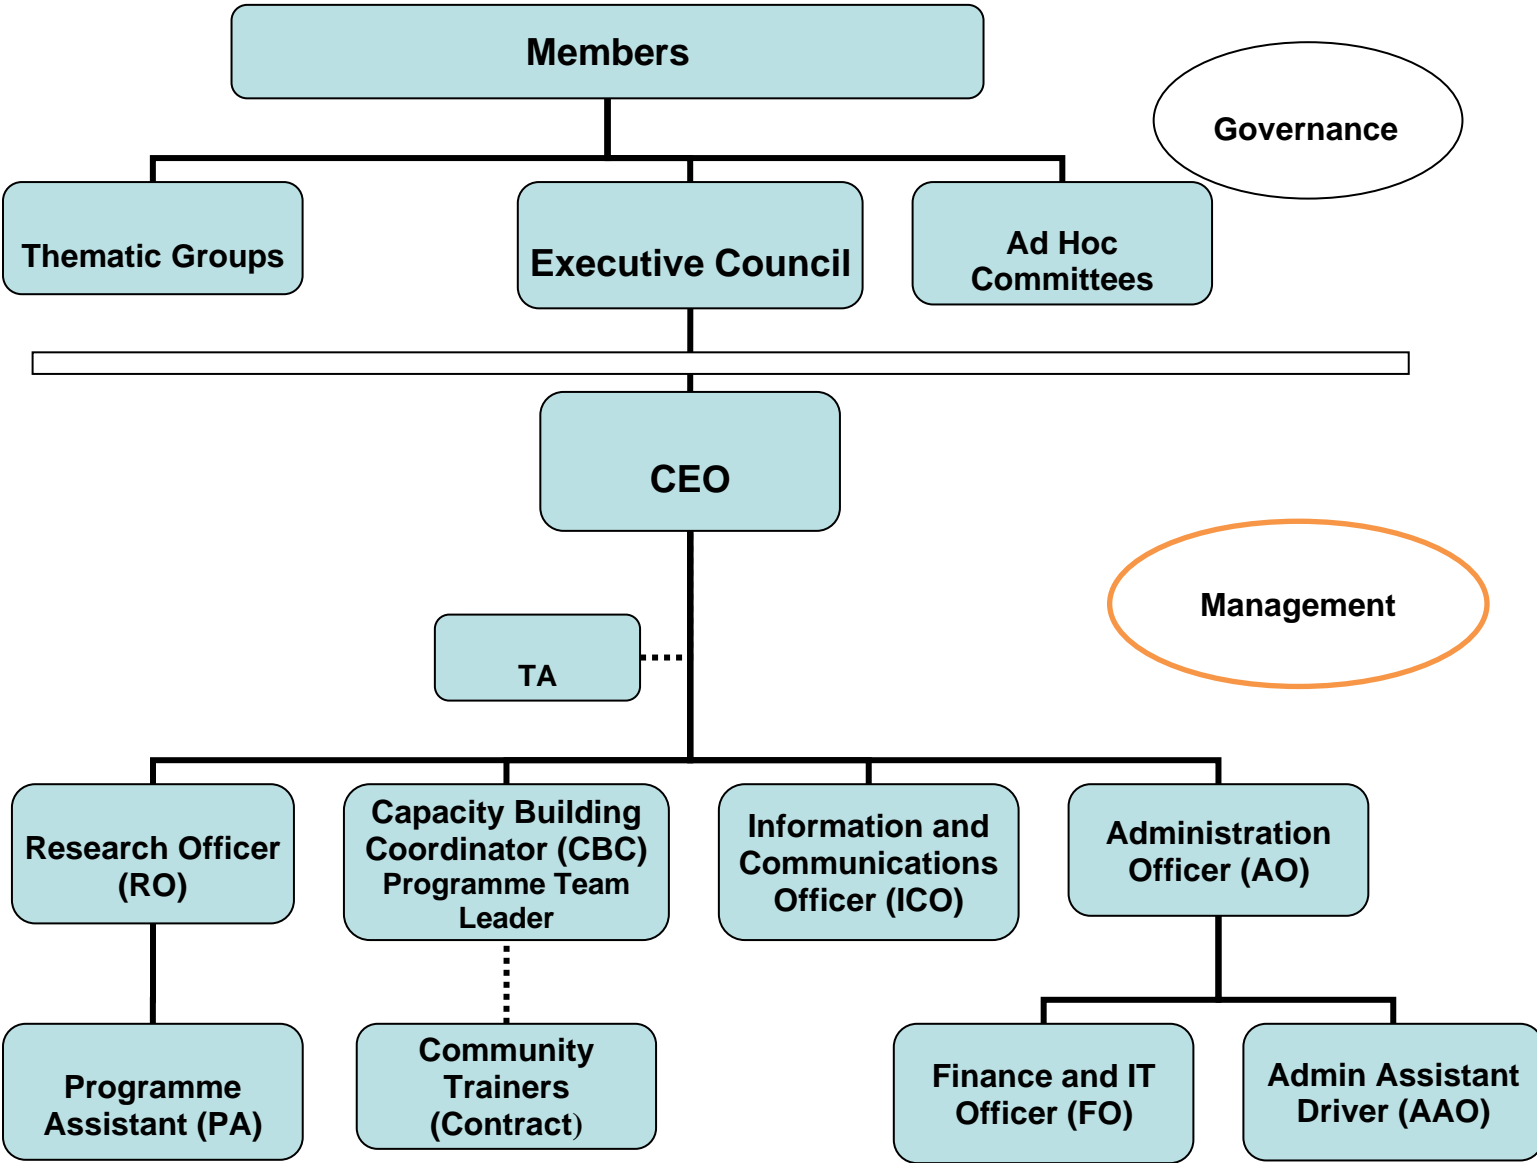 Members
Governance
Thematic Groups
Executive Council
Ad Hoc
Committees
CEO
Management
TA
Research Officer
(RO)
Capacity Building
Coordinator (CBC)
Programme Team
Leader
Information and
Communications
Officer (ICO)
Administration
Officer (AO)
Programme
Assistant (PA)
Community
Trainers
(Contract)
Finance and IT
Officer (FO)
Admin Assistant
Driver (AAO)